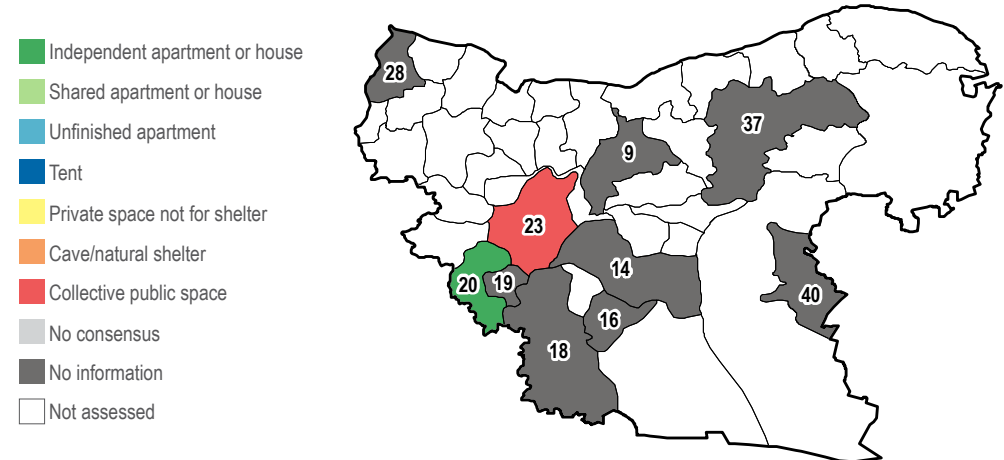 Independent apartment or house
Shared apartment or house
Unfinished apartment
Tent
Private space not for shelter
Cave/natural shelter
Collective public space
No consensus
No information
Not assessed
28
37
9
23
14
20
19
40
16
18